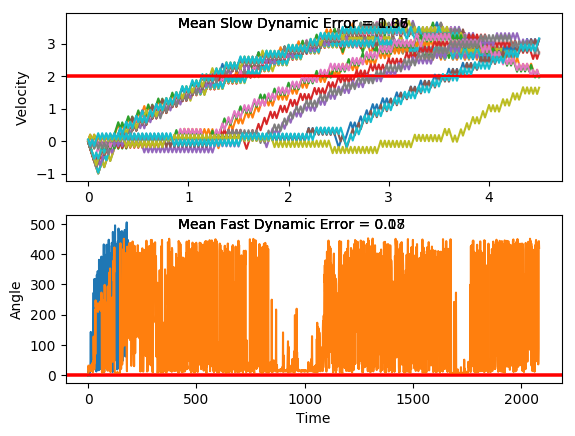 Mean Slow Dynamic Error =
Velocity
3
2
1
0
−1
0 1 2 3 4
Mean Fast Dynamic Error = 0.
Angle
500
400
300
200
100
0
0 500 1000 1500 2000
Time